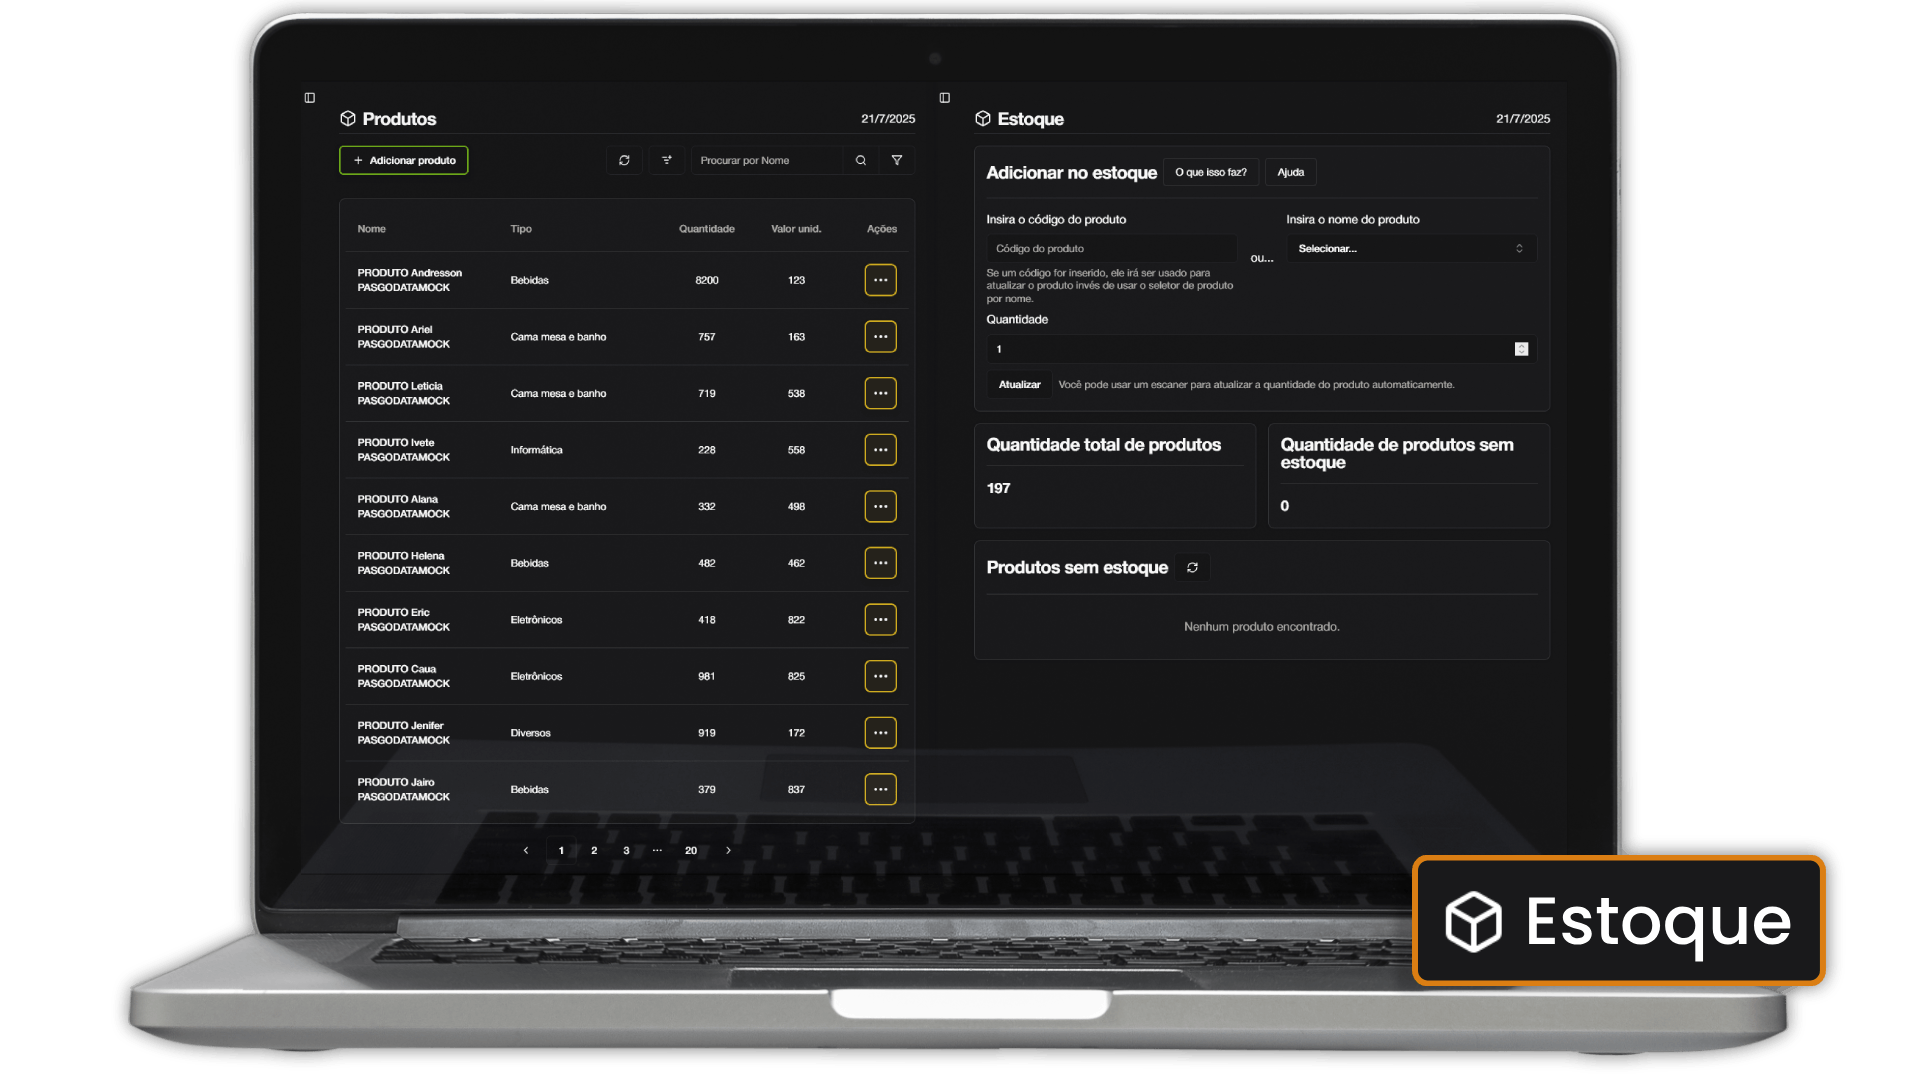 Produtos
21/7/2025
+ Adicionar produto
Procurar por Nome
Nome Tipo Quantidade Valor unid. Ações
PRODUTO Andresson
PASGODATAMOCK
Bebidas 8200 123
PRODUTO Ariel
PASGODATAMOCK
Cama mesa e banho 757 163
PRODUTO Leticia
PASGODATAMOCK
Cama mesa e banho 719 538
PRODUTO Ivete
PASGODATAMOCK
Informática 228 558
PRODUTO Alana
PASGODATAMOCK
Cama mesa e banho 332 498
PRODUTO Helena
PASGODATAMOCK
Bebidas 482 462
PRODUTO Eric
PASGODATAMOCK
Eletrônicos 418 822
PRODUTO Caua
PASGODATAMOCK
Eletrônicos 981 825
PRODUTO Jenifer
PASGODATAMOCK
Diversos 919 172
PRODUTO Jairo
PASGODATAMOCK
Bebidas 379 837
1 2 3 ... 20
Estoque
21/7/2025
Adicionar no estoque
O que isso faz?
Ajuda
Insira o código do produto
Código do produto
Se um código for inserido, ele irá ser usado para
atualizar o produto invés de usar o seletor de produto
por nome.
ou...
Insira o nome do produto
Selecionar...
Quantidade
1
Atualizar
Você pode usar um escaner para atualizar a quantidade do produto automaticamente.
Quantidade total de produtos
197
Quantidade de produtos sem
estoque
0
Produtos sem estoque
Nenhum produto encontrado.
Estoque